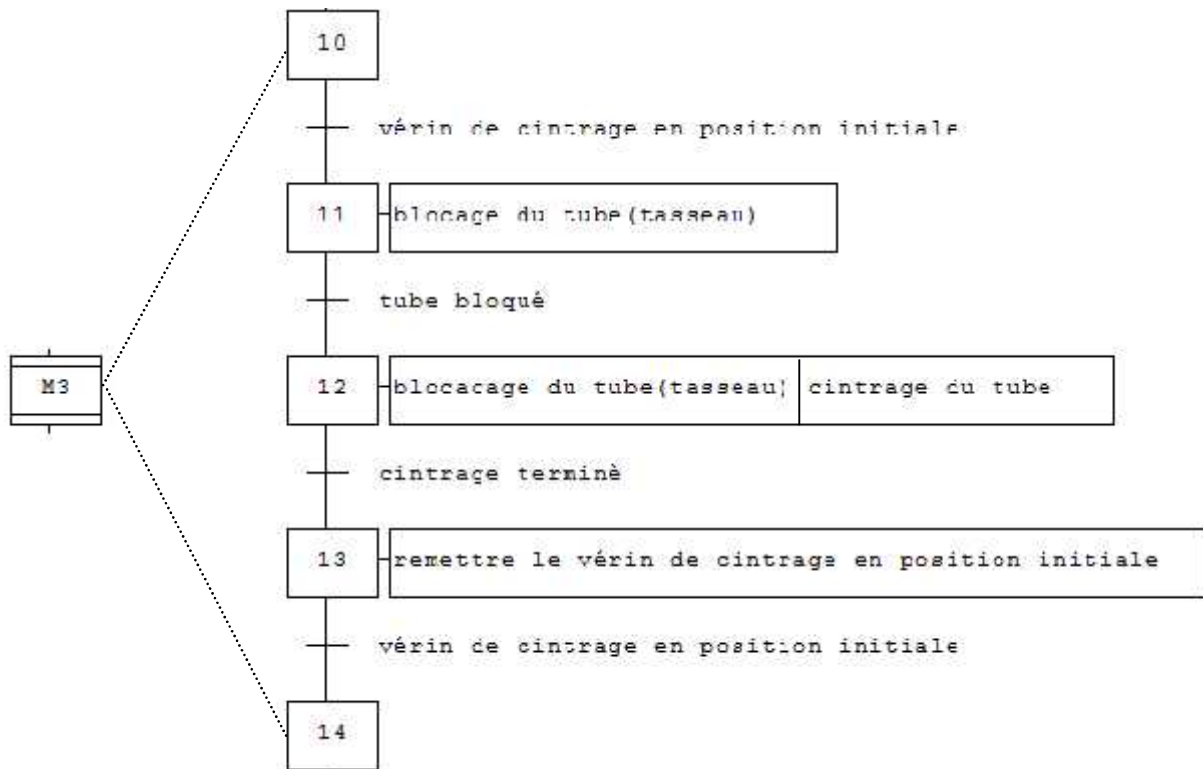 10
vérin de cintrage en position initiale
11 blocage du tube(tasseau)
tube bloqué
M3
12 blocacage du tube(tasseau) cintrage du tube
cintrage terminè
13 remettre le vérin de cintrage en position initiale
vérin de cintrage en position initiale
14